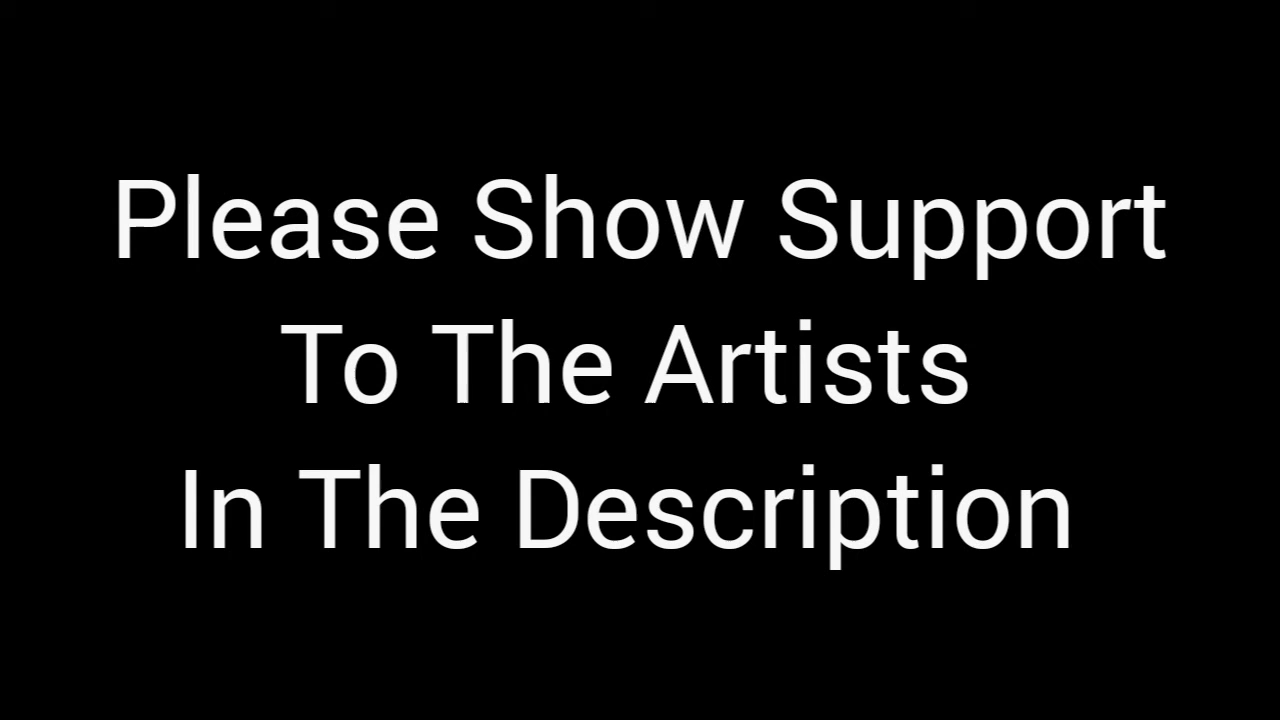 Please Show Support
To The Artists
In The Description